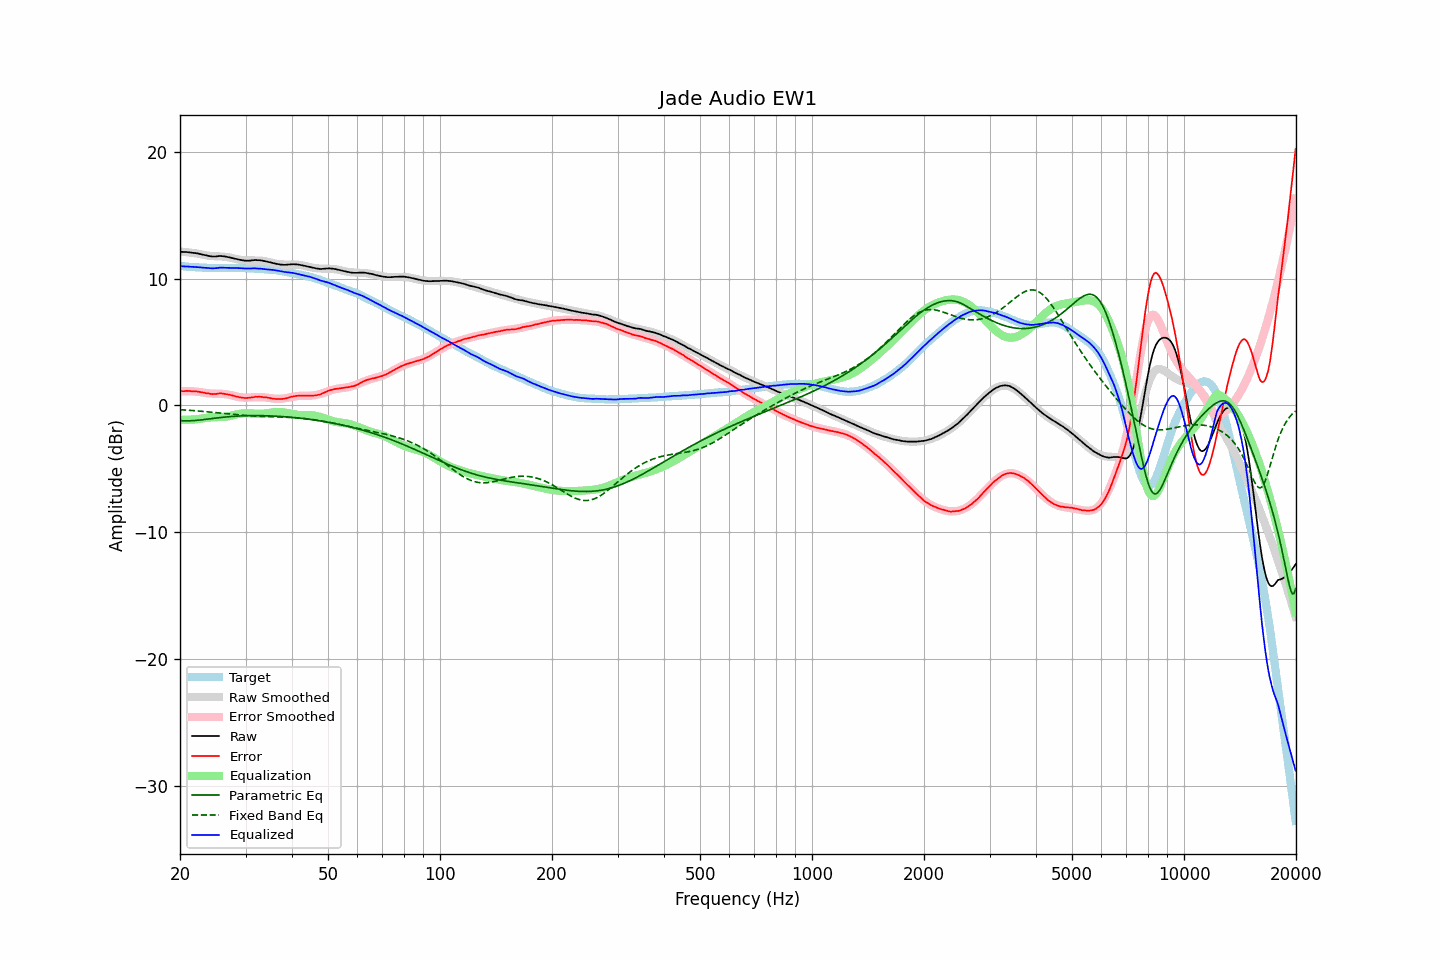 Jade Audio EW1
20
10
0
−10
−20
−30
Amplitude (dBr)
Target
Raw Smoothed
Error Smoothed
Raw
Error
Equalization
Parametric Eq
Fixed Band Eq
Equalized
20 50 100 200 500 1000 2000 5000 10000 20000
Frequency (Hz)